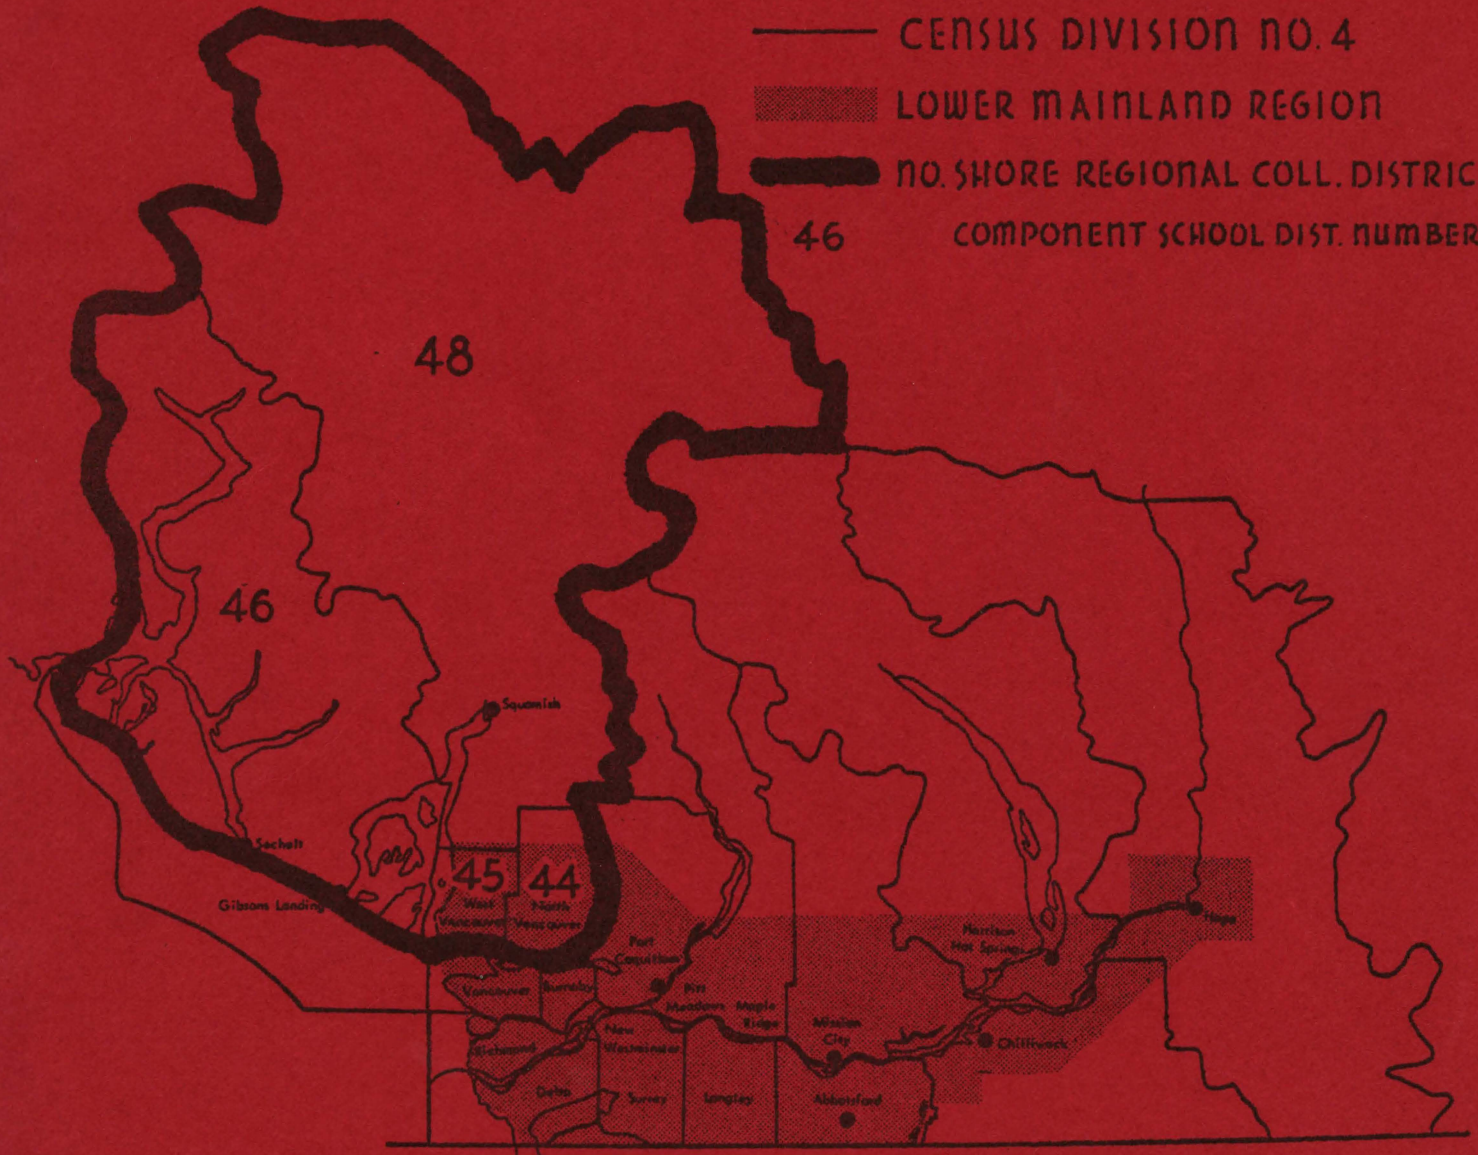 CENSUS DIVISION NO. 4
LOWER MAINLAND REGION
NO. SHORE REGIONAL COLL. DISTRIC
46 COMPONENT SCHOOL DIST. NUMBER
48
46
Squamish
Sechelt
Gibsons Landing
45
West
Vancouver
44
North
Vancouver
Port
Coquitlam
Harrison
Hot Springs
Hope
Vancouver
Burnaby
Pitt
Meadows
Maple
Ridge
Mission
City
Chilliwack
Richmond
New
Westminster
Delta
Surrey
Langley
Abbotsford